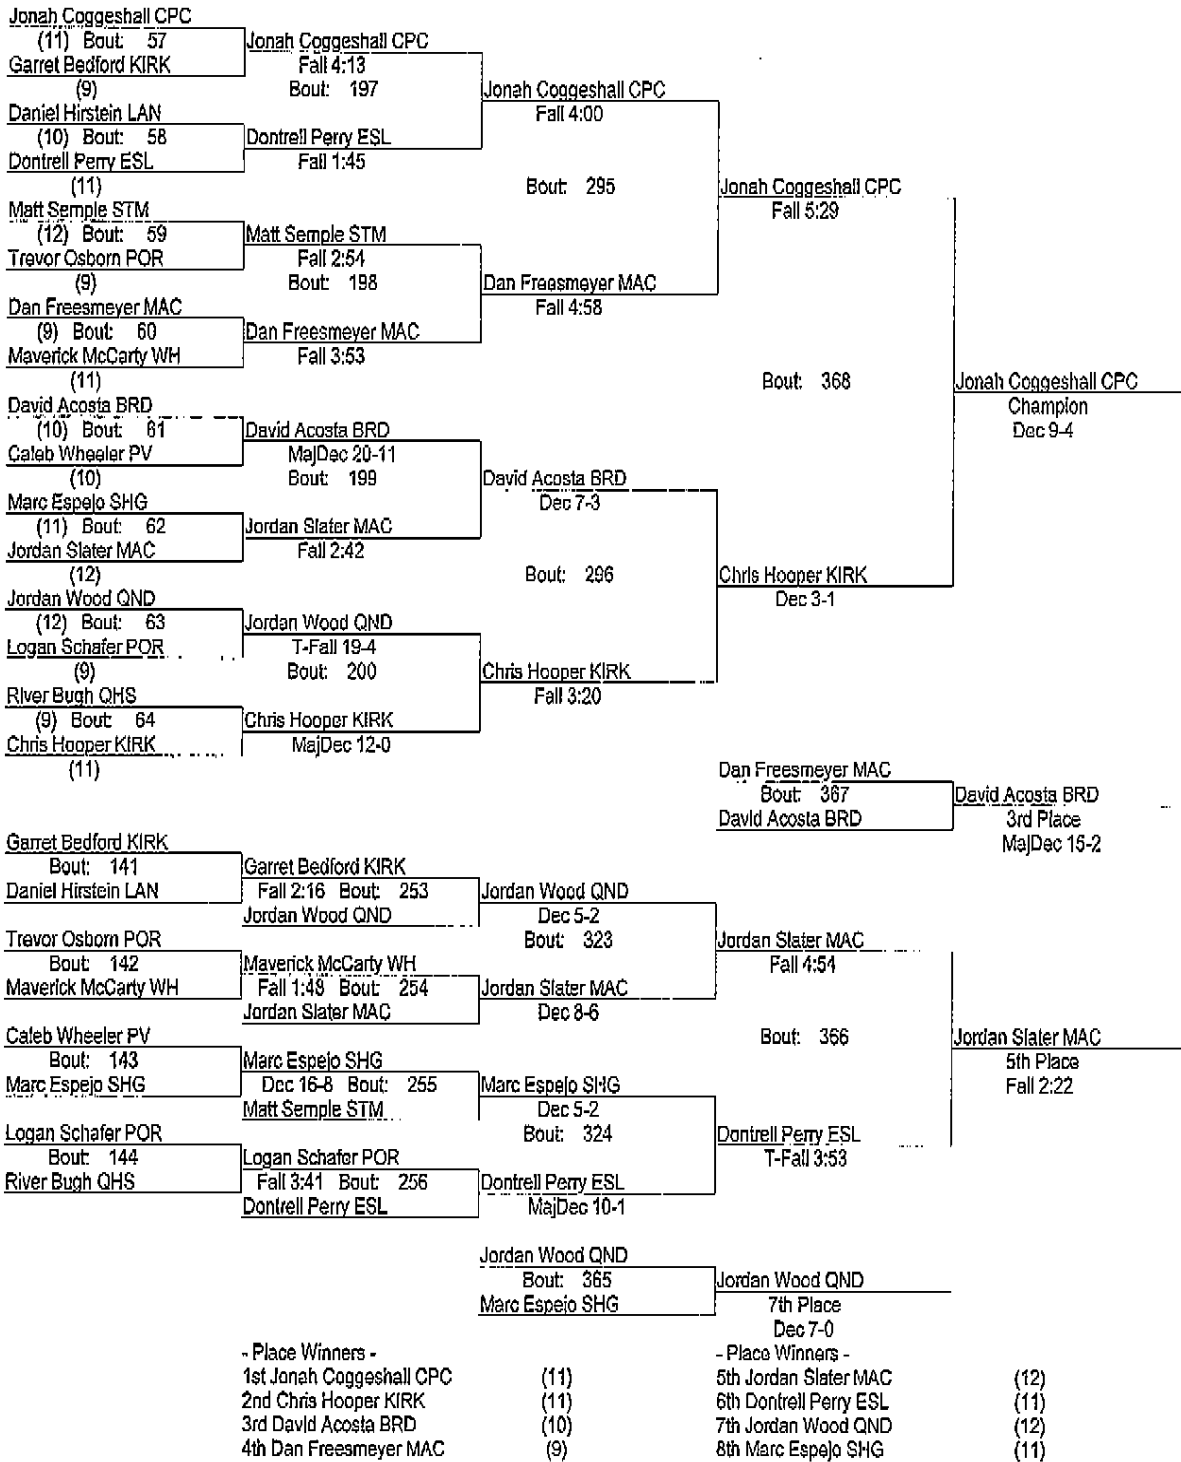 Jonah Coggeshall CPC
(11) Bout: 57
Garret Bedford KIRK
(9)
Daniel Hirstein LAN
(10) Bout: 58
Dontrell Perry ESL
(11)
Matt Semple STM
(12) Bout: 59
Trevor Osborn POR
(9)
Dan Freesmeyer MAC
(9) Bout: 60
Maverick McCarty WH
(11)
David Acosta BRD
(10) Bout: 61
Caleb Wheeler PV
(10)
Marc Espejo SHG
(11) Bout: 62
Jordan Slater MAC
(12)
Jordan Wood QND
(12) Bout: 63
Logan Schafer POR
(9)
River Bugh QHS
(9) Bout: 64
Chris Hooper KIRK
(11)
Jonah Coggeshall CPC
Fall 4:13
Bout: 197
Dontrell Perry ESL
Fall 1:45
Matt Semple STM
Fall 2:54
Bout: 198
Dan Freesmeyer MAC
Fall 3:53
David Acosta BRD
MajDec 20-11
Bout: 199
Jordan Slater MAC
Fall 2:42
Jordan Wood QND
T-Fall 19-4
Bout: 200
Chris Hooper KIRK
MajDec 12-0
Jonah Coggeshall CPC
Fall 4:00
Bout: 295
Dan Freesmeyer MAC
Fall 4:58
David Acosta BRD
Dec 7-3
Bout: 296
Chris Hooper KIRK
Fall 3:20
Jonah Coggeshall CPC
Fall 5:29
Bout: 368
Chris Hooper KIRK
Dec 3-1
Jonah Coggeshall CPC
Champion
Dec 9-4
Dan Freesmeyer MAC
Bout: 367
David Acosta BRD
David Acosta BRD
3rd Place
MajDec 15-2
Garret Bedford KIRK
Bout: 141
Daniel Hirstein LAN
Trevor Osborn POR
Bout: 142
Maverick McCarty WH
Caleb Wheeler PV
Bout: 143
Marc Espejo SHG
Logan Schafer POR
Bout: 144
River Bugh QHS
Garret Bedford KIRK
Fall 2:16 Bout: 253
Jordan Wood QND
Maverick McCarty WH
Fall 1:48 Bout: 254
Jordan Slater MAC
Marc Espejo SHG
Dec 16-8 Bout: 255
Matt Semple STM
Logan Schafer POR
Fall 3:41 Bout: 256
Dontrell Perry ESL
Jordan Wood QND
Dec 5-2
Bout: 323
Jordan Slater MAC
Dec 8-6
Marc Espejo SHG
Dec 5-2
Bout: 324
Dontrell Perry ESL
MajDec 10-1
Jordan Slater MAC
Fall 4:54
Bout: 366
Dontrell Perry ESL
T-Fall 3:53
Jordan Slater MAC
5th Place
Fall 2:22
Jordan Wood QND
Bout: 365
Marc Espejo SHG
Jordan Wood QND
7th Place
Dec 7-0
- Place Winners -
1st Jonah Coggeshall CPC (11)
2nd Chris Hooper KIRK (11)
3rd David Acosta BRD (10)
4th Dan Freesmeyer MAC (9)
- Place Winners -
5th Jordan Slater MAC (12)
6th Dontrell Perry ESL (11)
7th Jordan Wood QND (12)
8th Marc Espejo SHG (11)